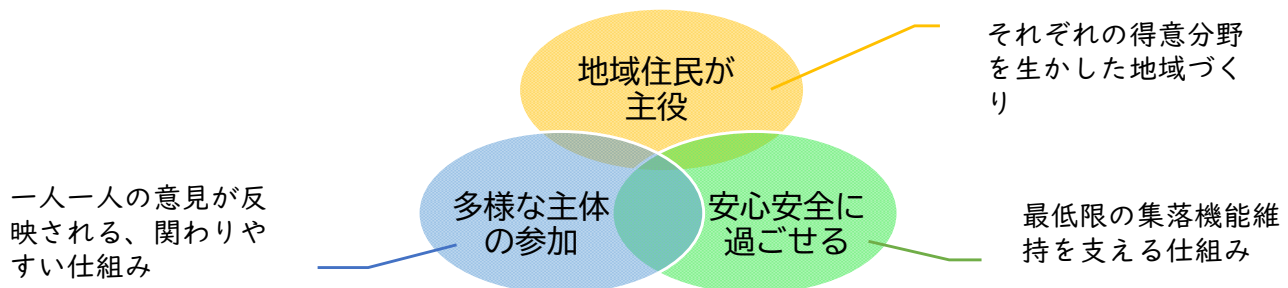 地域住民が
主役
それぞれの得意分野
を生かした地域づく
り
多様な主体
の参加
安心安全に
過ごせる
一人一人の意見が反
映される、関わりや
すい仕組み
最低限の集落機能維
持を支える仕組み